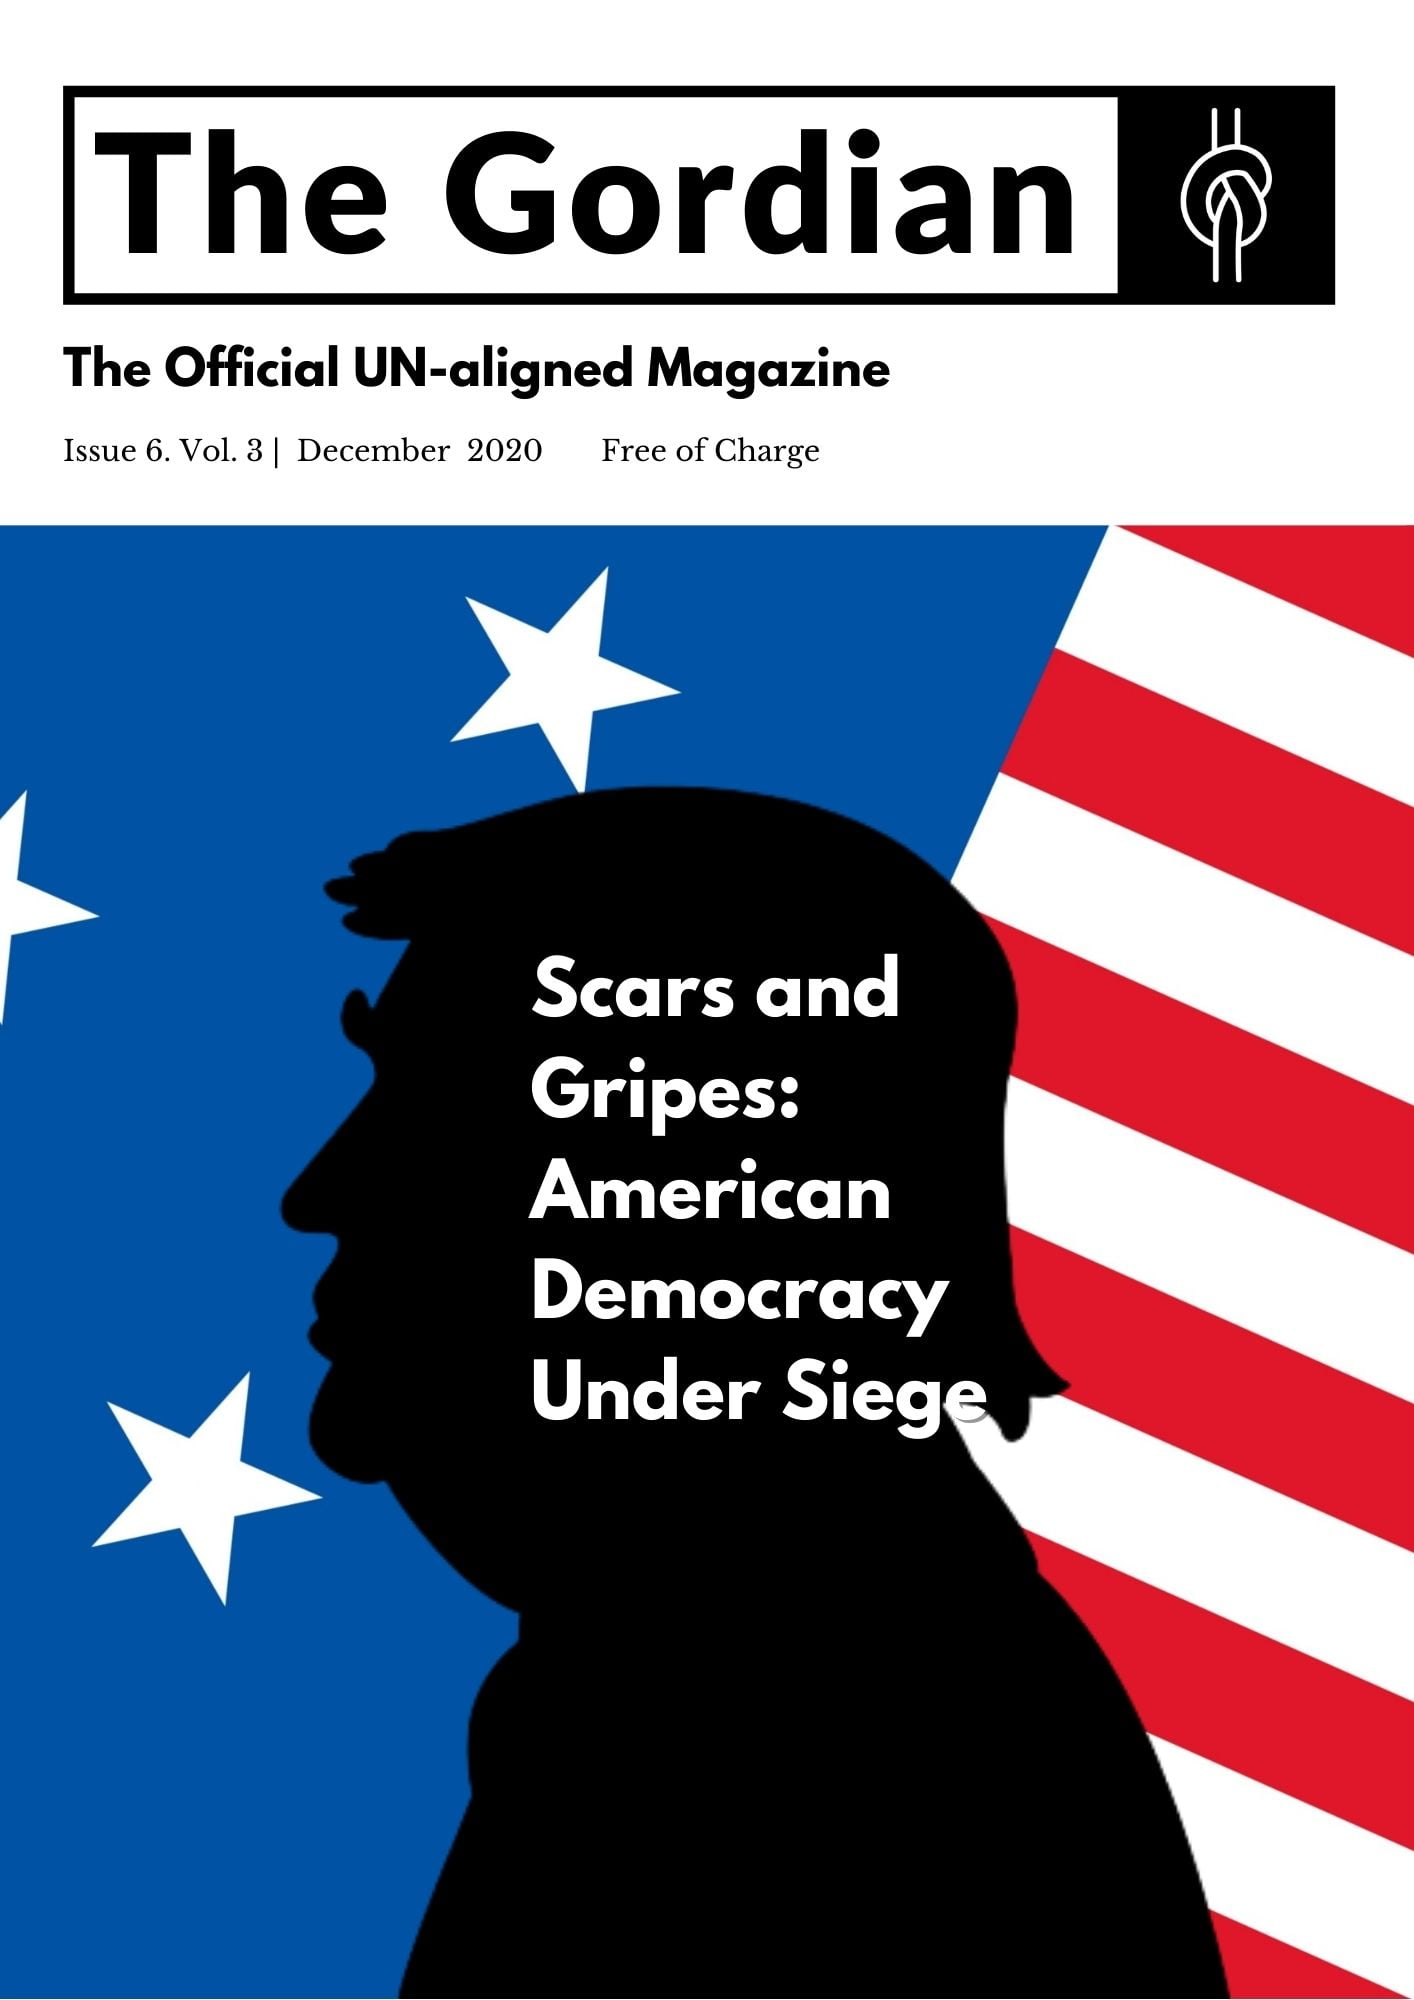 The Gordian
The Official UN-aligned Magazine
Issue 6. Vol. 3 | December 2020 Free of Charge
Scars and
Gripes:
American
Democracy
Under Siege